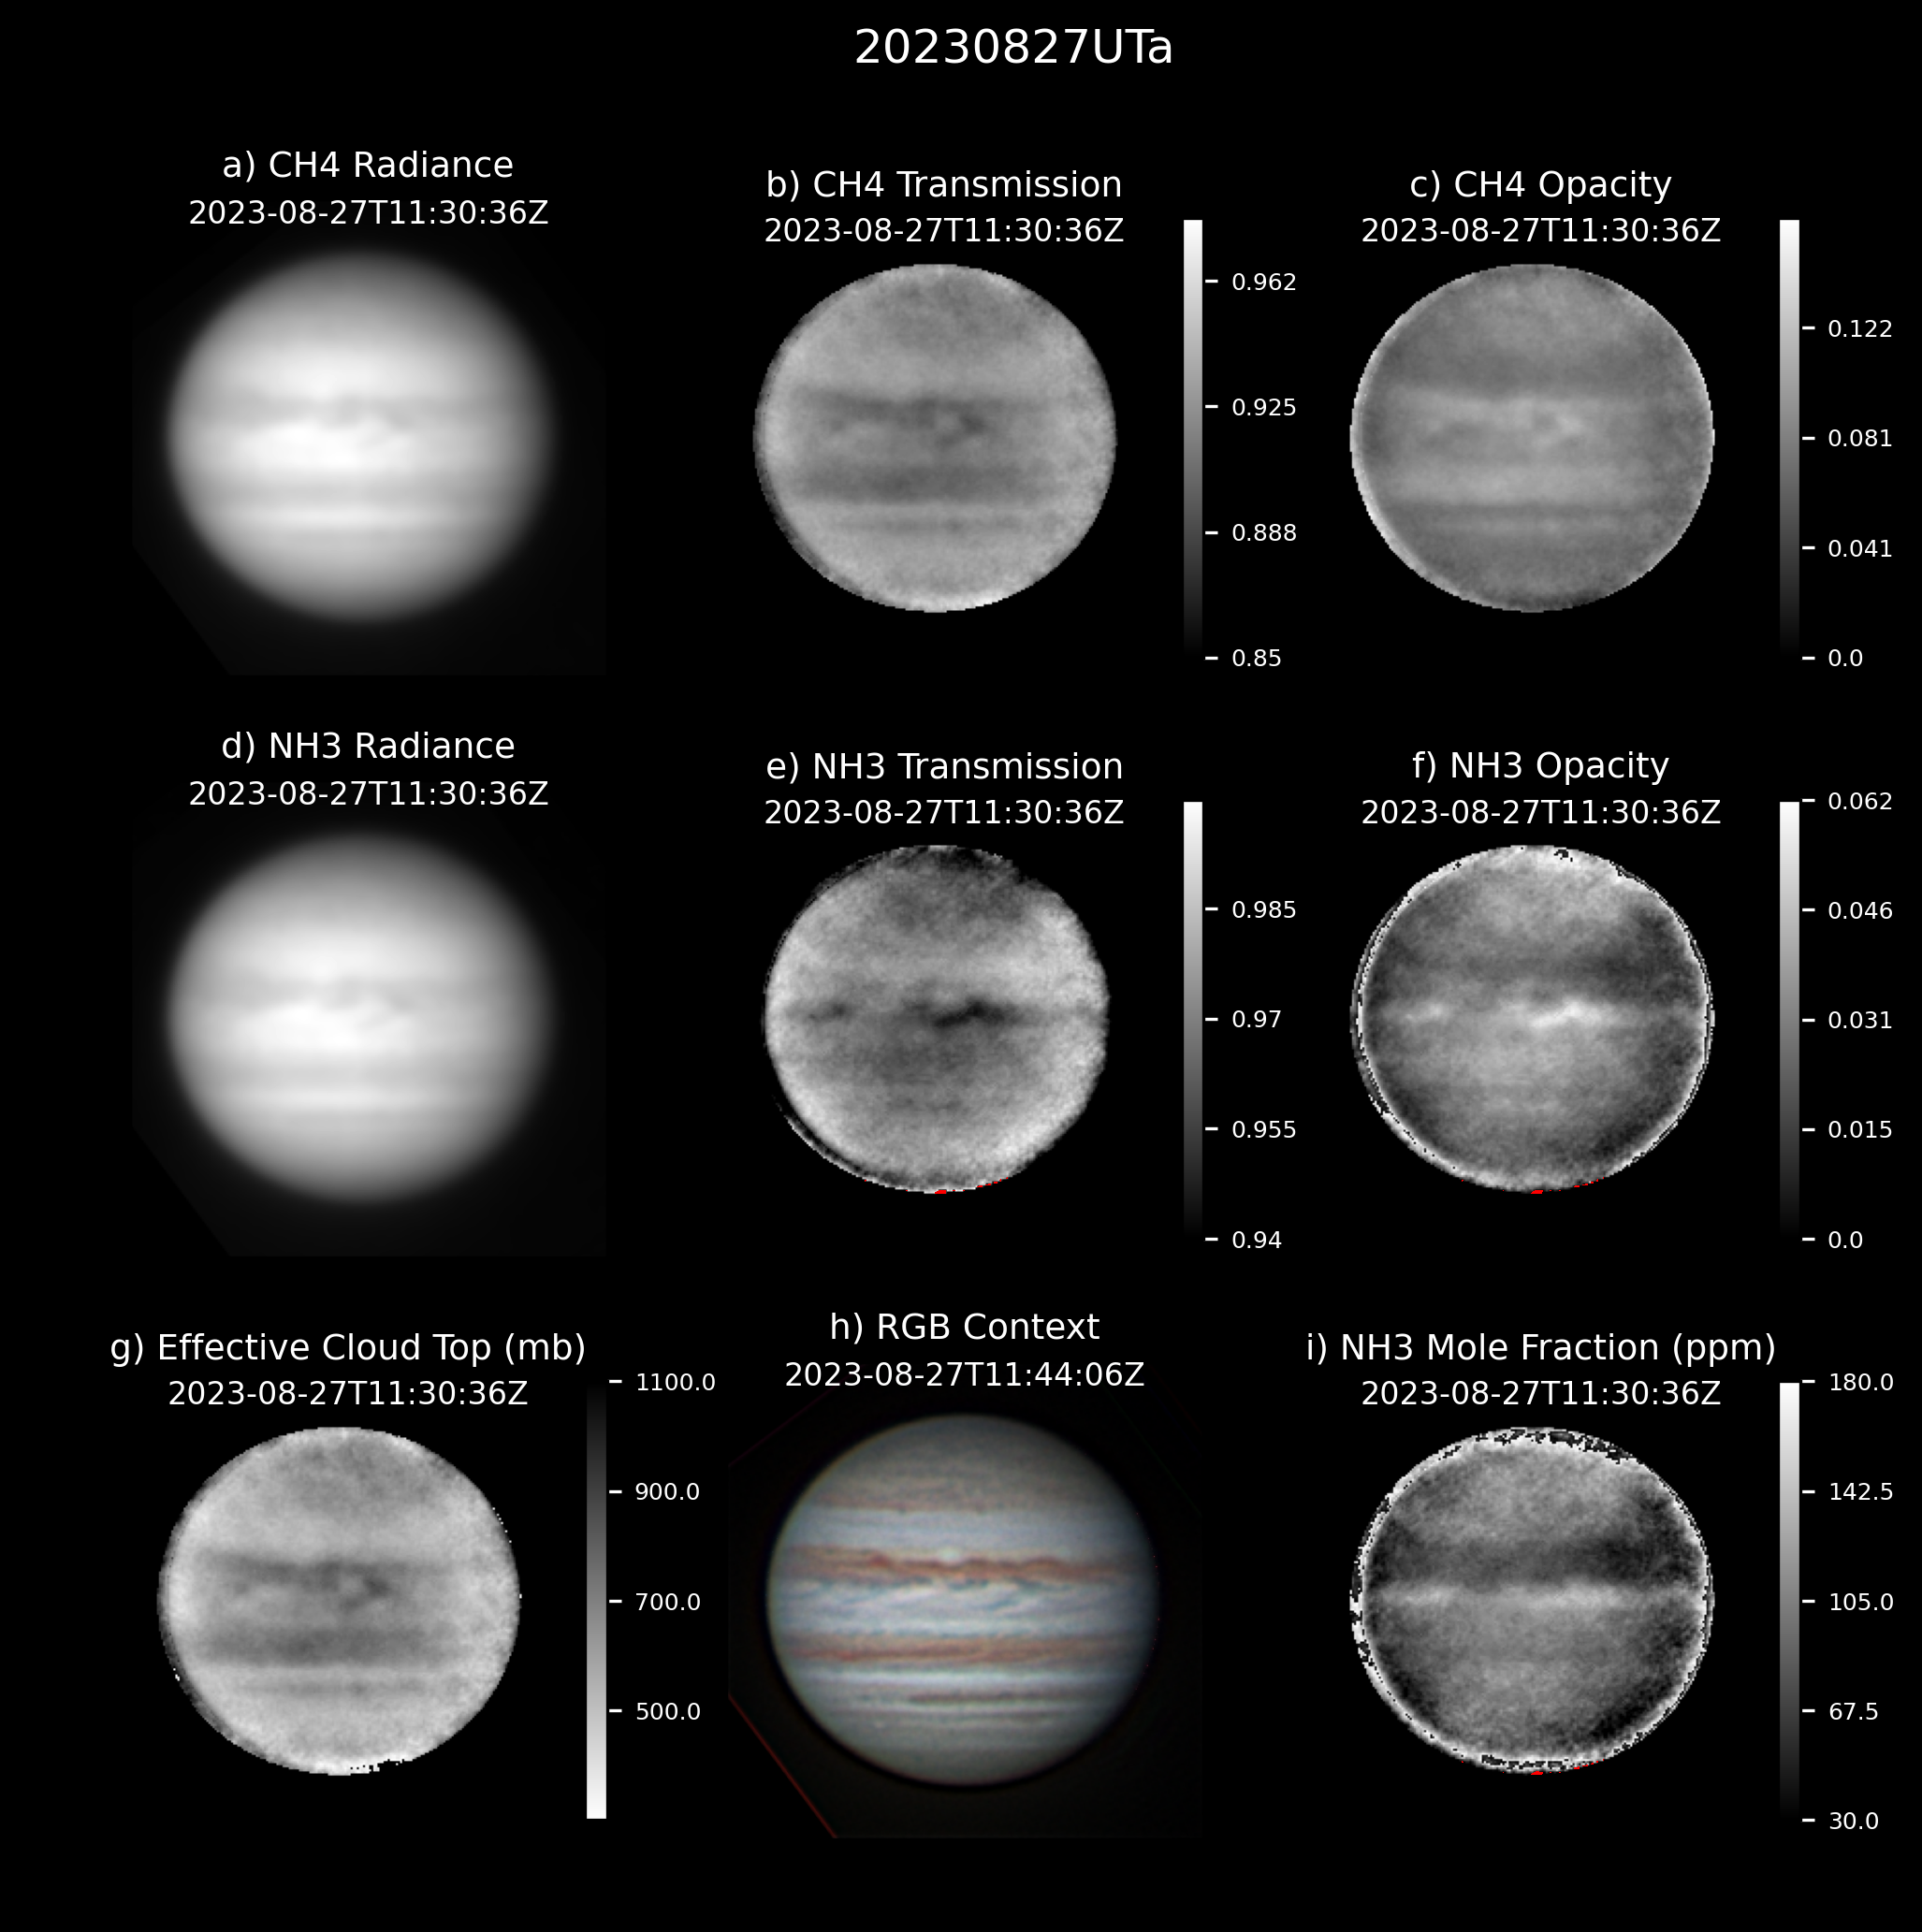 20230827UTa
a) CH4 Radiance
2023-08-27T11:30:36Z
b) CH4 Transmission
2023-08-27T11:30:36Z
0.962
0.925
0.888
0.85
c) CH4 Opacity
2023-08-27T11:30:36Z
0.122
0.081
0.041
0.0
d) NH3 Radiance
2023-08-27T11:30:36Z
e) NH3 Transmission
2023-08-27T11:30:36Z
0.985
0.97
0.955
0.94
f) NH3 Opacity
2023-08-27T11:30:36Z
0.062
0.046
0.031
0.015
0.0
g) Effective Cloud Top (mb)
2023-08-27T11:30:36Z
1100.0
900.0
700.0
500.0
h) RGB Context
2023-08-27T11:44:06Z
i) NH3 Mole Fraction (ppm)
2023-08-27T11:30:36Z
180.0
142.5
105.0
67.5
30.0